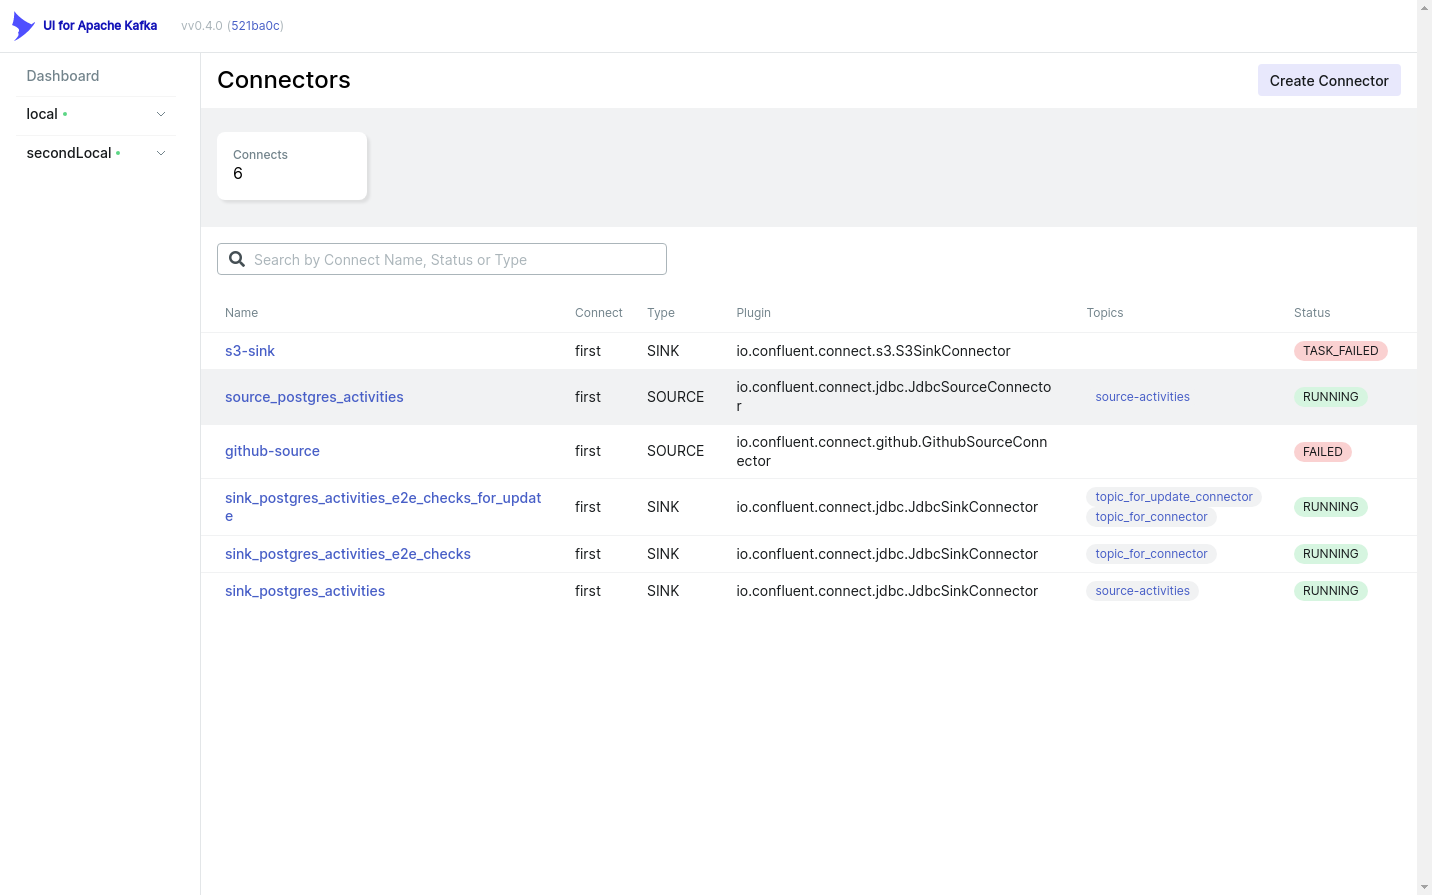 UI for Apache Kafka vv0.4.0 (521ba0c)
Dashboard
local
secondLocal
Connectors
Create Connector
Connects
6
Search by Connect Name, Status or Type
Name Connect Type Plugin Topics Status
s3-sink first SINK io.confluent.connect.s3.S3SinkConnector TASK_FAILED
source_postgres_activities first SOURCE io.confluent.connect.jdbc.JdbcSourceConnecto
r source-activities RUNNING
github-source first SOURCE io.confluent.connect.github.GithubSourceConn
ector FAILED
sink_postgres_activities_e2e_checks_for_updat
e first SINK io.confluent.connect.jdbc.JdbcSinkConnector topic_for_update_connector
topic_for_connector RUNNING
sink_postgres_activities_e2e_checks first SINK io.confluent.connect.jdbc.JdbcSinkConnector topic_for_connector RUNNING
sink_postgres_activities first SINK io.confluent.connect.jdbc.JdbcSinkConnector source-activities RUNNING